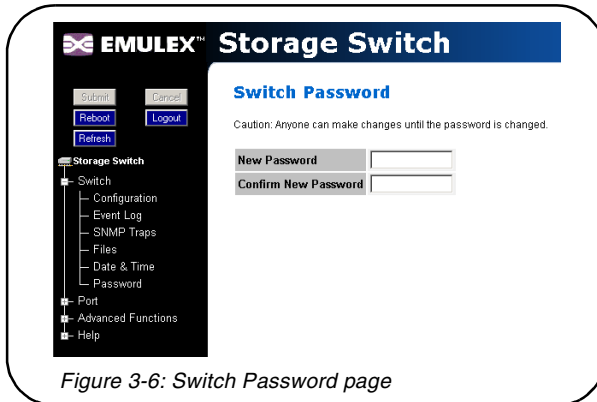 EMULEX™ Storage Switch
Submit Cancel
Reboot Logout
Refresh
Storage Switch
Switch
Configuration
Event Log
SNMP Traps
Files
Date & Time
Password
Port
Advanced Functions
Help
Switch Password
Caution: Anyone can make changes until the password is changed.
New Password
Confirm New Password
Figure 3-6: Switch Password page